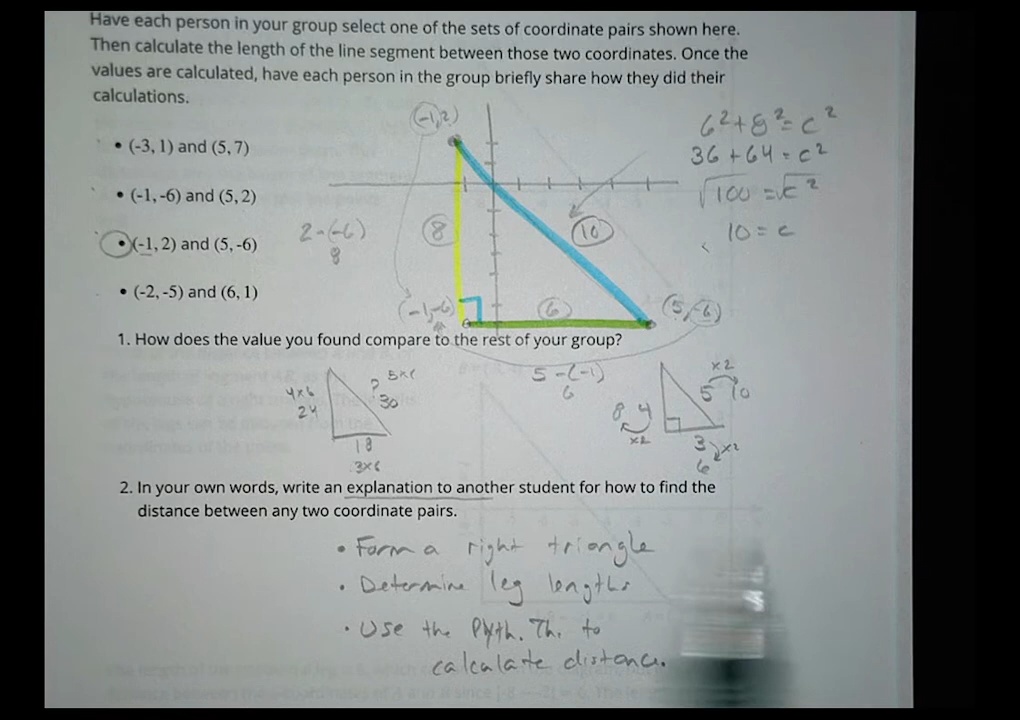 Have each person in your group select one of the sets of coordinate pairs shown here.
Then calculate the length of the line segment between those two coordinates. Once the
values are calculated, have each person in the group briefly share how they did their
calculations.
(-1,2)
6²+8²=c²
36+64=c²
√100=√c²
10=c
• (-3, 1) and (5, 7)
• (-1, -6) and (5, 2)
• (-1, 2) and (5, -6)
• (-2, -5) and (6, 1)
2-(-6)
8
8
10
(-1,-6)
6
(5,-6)
1. How does the value you found compare to the rest of your group?
5-(-1)
6
4x6
24
?
5x6
30
18
3x6
x2
5 10
8 4
x2
3 x2
6
2. In your own words, write an explanation to another student for how to find the
distance between any two coordinate pairs.
• Form a right triangle
• Determine leg lengths
• Use the Pyth. Th. to
calculate distance.